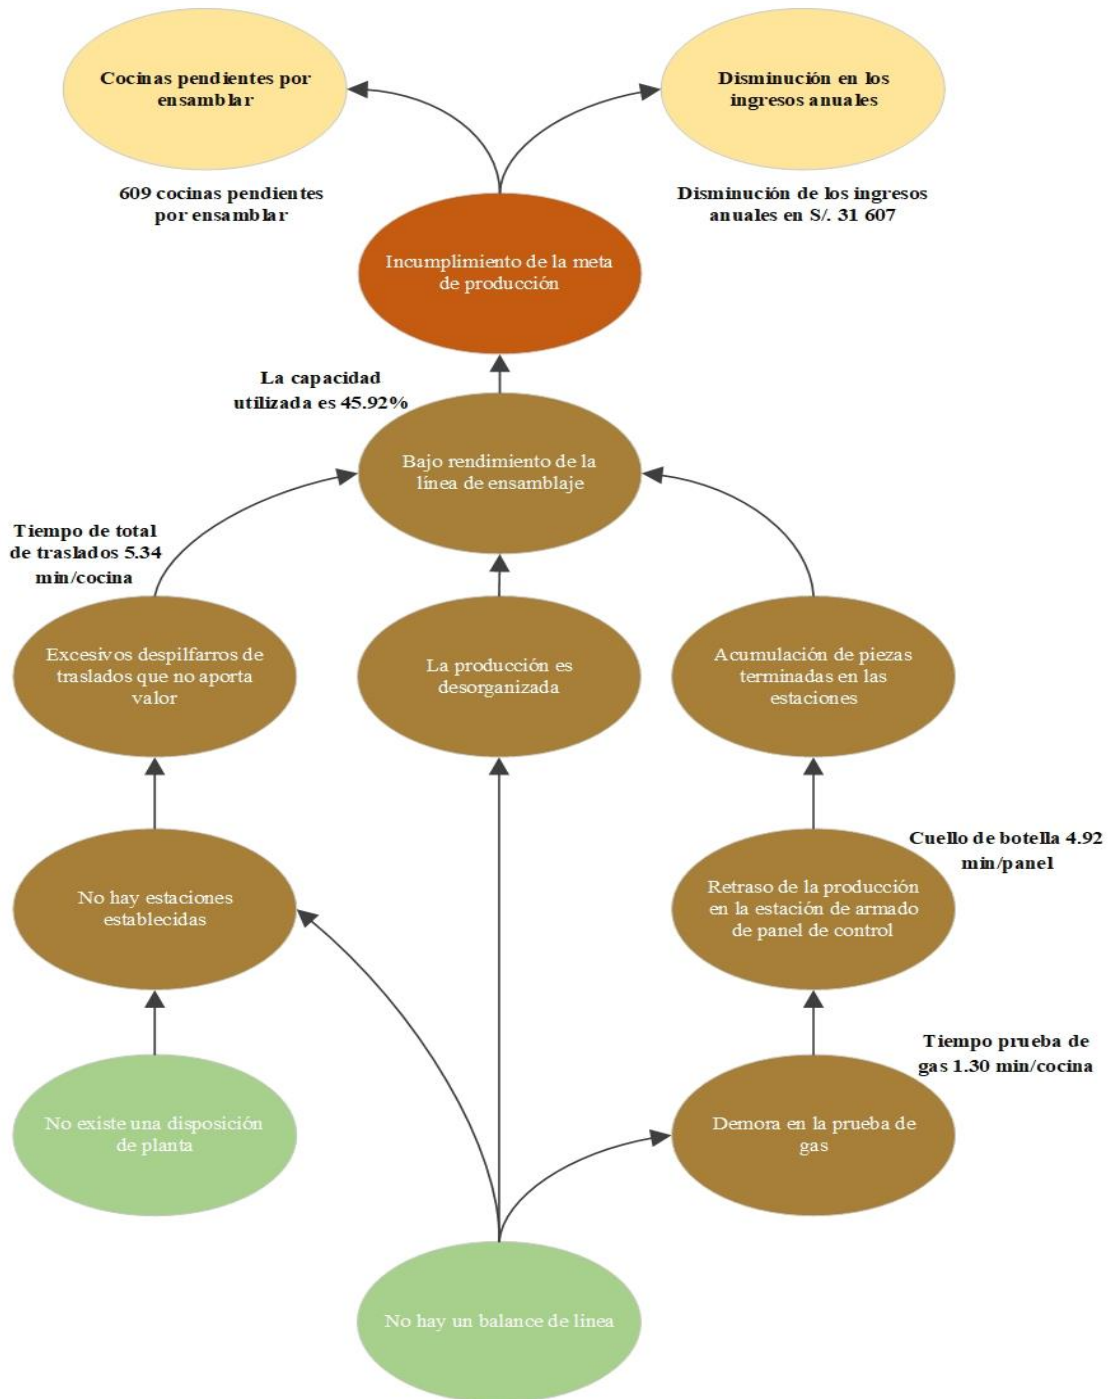 Cocinas pendientes por
ensamblar
Disminución en los
ingresos anuales
609 cocinas pendientes
por ensamblar
Disminución de los ingresos
anuales en S/. 31 607
Incumplimiento de la meta
de producción
La capacidad
utilizada es 45.92%
Bajo rendimiento de la
línea de ensamblaje
Tiempo de total
de traslados 5.34
min/cocina
Excesivos despilfarros de
traslados que no aporta
valor
La producción es
desorganizada
Acumulación de piezas
terminadas en las
estaciones
No hay estaciones
establecidas
Cuello de botella 4.92
min/panel
Retraso de la producción
en la estación de armado
de panel de control
Tiempo prueba de
gas 1.30 min/cocina
No existe una disposición
de planta
Demora en la prueba de
gas
No hay un balance de línea